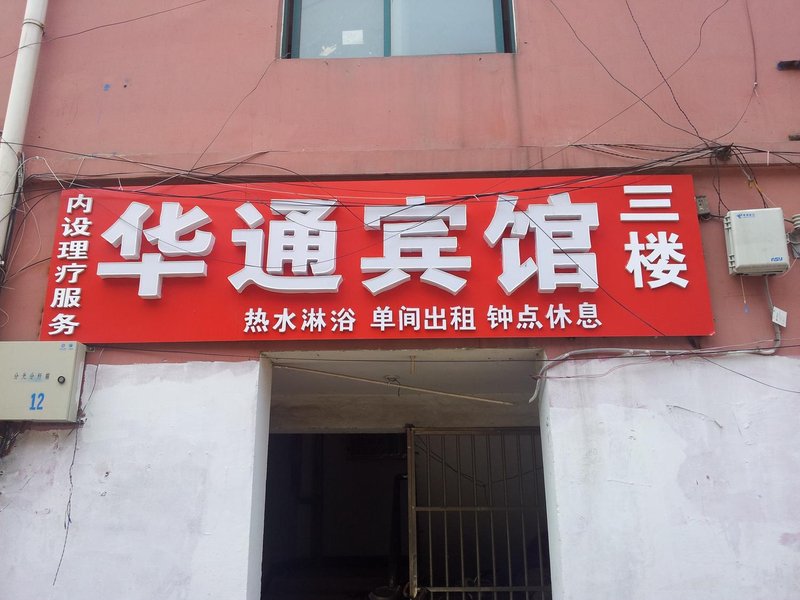 内设理疗服务
华通宾馆
三楼
热水淋浴 单间出租 钟点休息
12